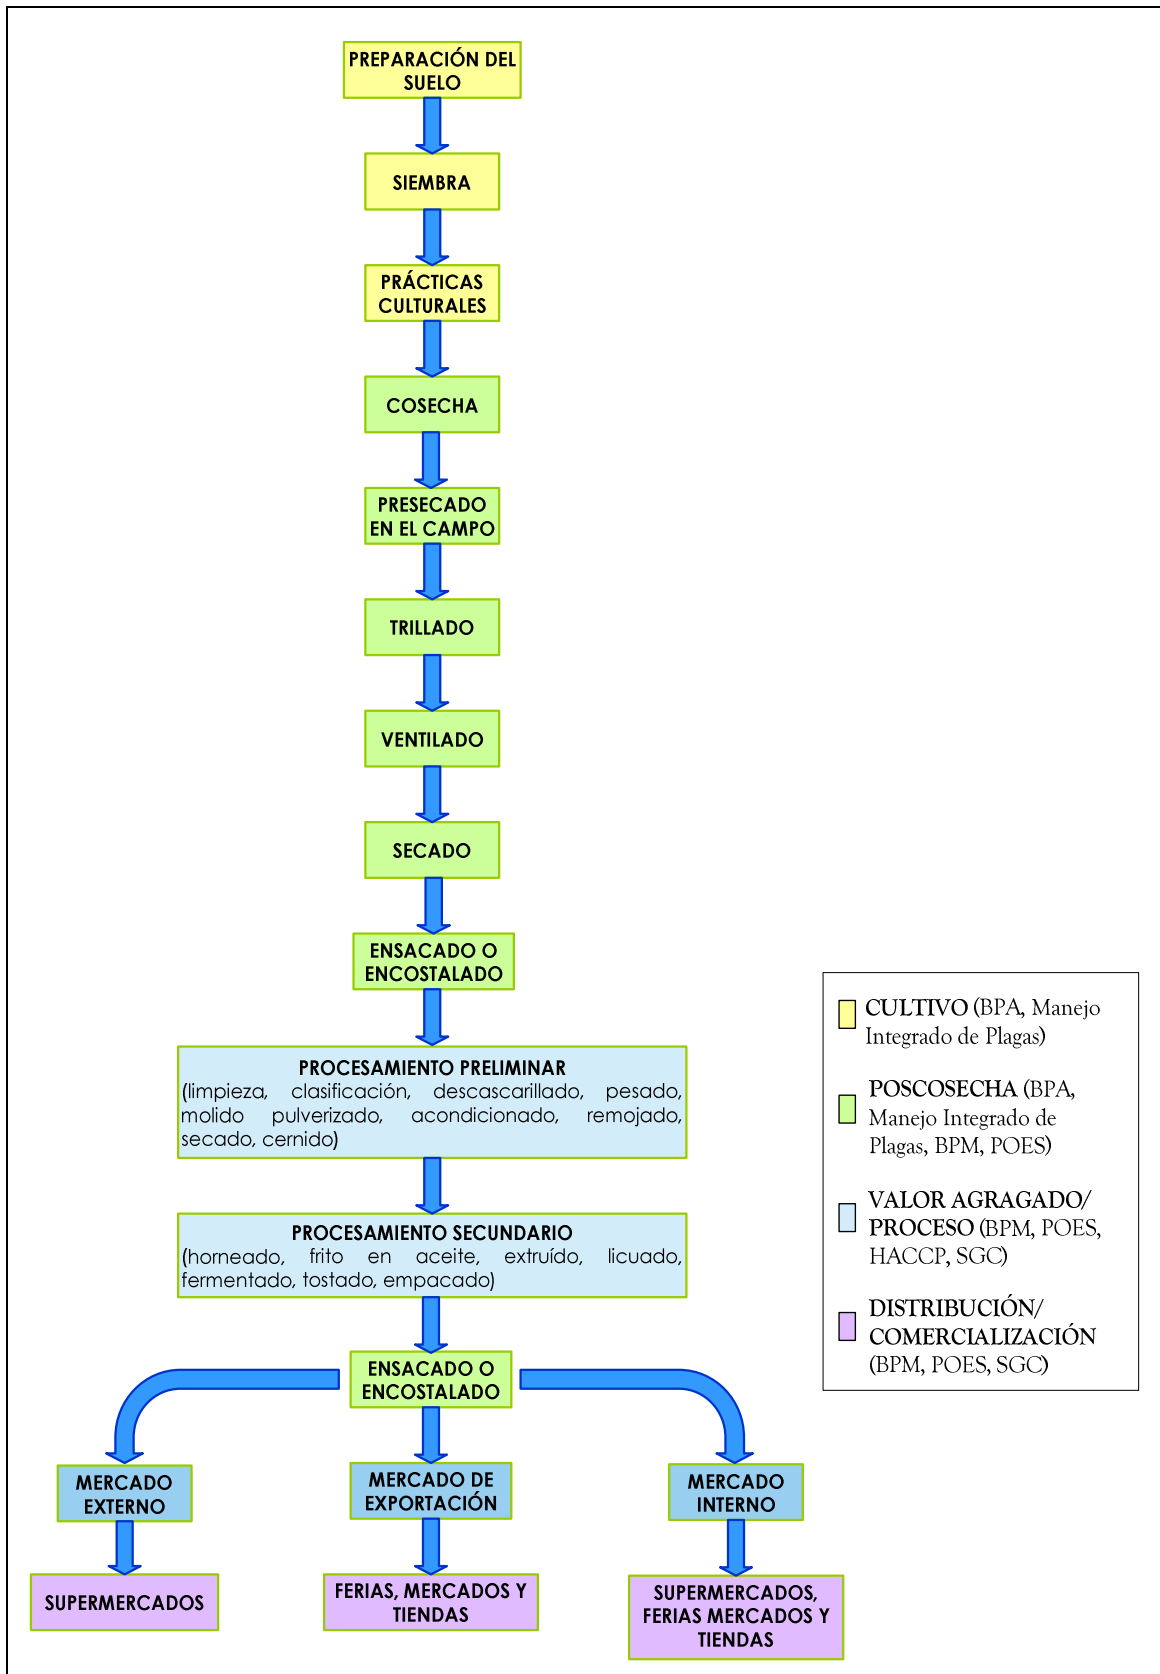 PREPARACIÓN DEL
SUELO
SIEMBRA
PRÁCTICAS
CULTURALES
COSECHA
PRESECADO
EN EL CAMPO
TRILLADO
VENTILADO
SECADO
ENSACADO O
ENCOSTALADO
PROCESAMIENTO PRELIMINAR
(limpieza, clasificación, descascarillado, pesado,
molido pulverizado, acondicionado, remojado,
secado, cernido)
PROCESAMIENTO SECUNDARIO
(horneado, frito en aceite, extruído, licuado,
fermentado, tostado, empacado)
ENSACADO O
ENCOSTALADO
MERCADO
EXTERNO
MERCADO DE
EXPORTACIÓN
MERCADO
INTERNO
SUPERMERCADOS
FERIAS, MERCADOS Y
TIENDAS
SUPERMERCADOS,
FERIAS MERCADOS Y
TIENDAS
CULTIVO (BPA, Manejo
Integrado de Plagas)
POSCOSECHA (BPA,
Manejo Integrado de
Plagas, BPM, POES)
VALOR AGRAGADO/
PROCESO (BPM, POES,
HACCP, SGC)
DISTRIBUCIÓN/
COMERCIALIZACIÓN
(BPM, POES, SGC)